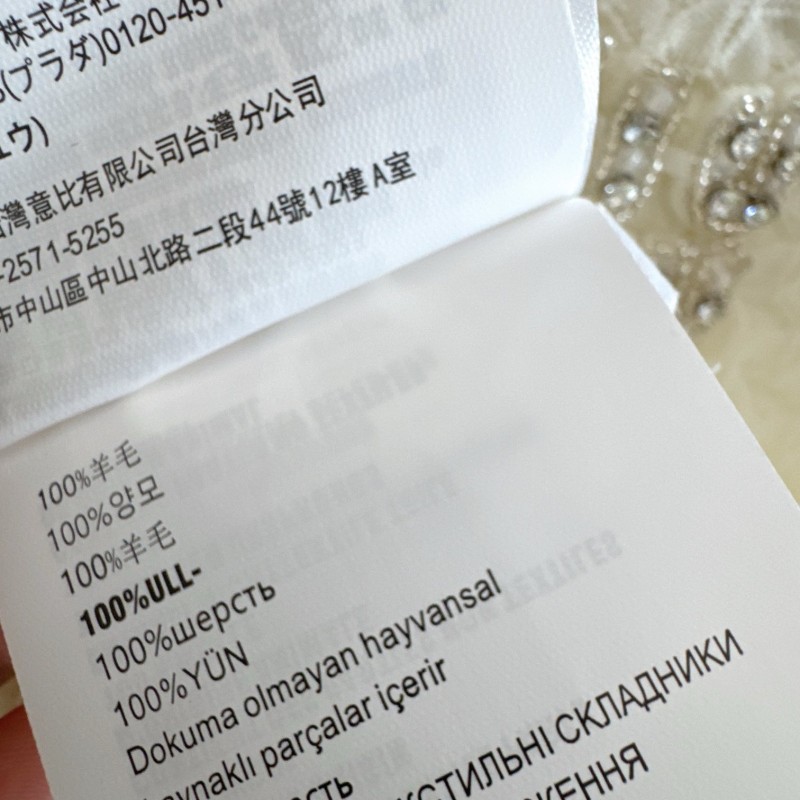 株式会社
(プラダ)0120-451
ュウ)
灣意比有限公司台灣分公司
-2571-5255
市中山區中山北路二段44號12樓A室
100%羊毛
100%양모
100%羊毛
100%ULL-
100%шерсть
100%YÜN
Dokuma olmayan hayvansal
kaynaklı parçalar içerir
СТИЛЬНІ СКЛАДНИКИ